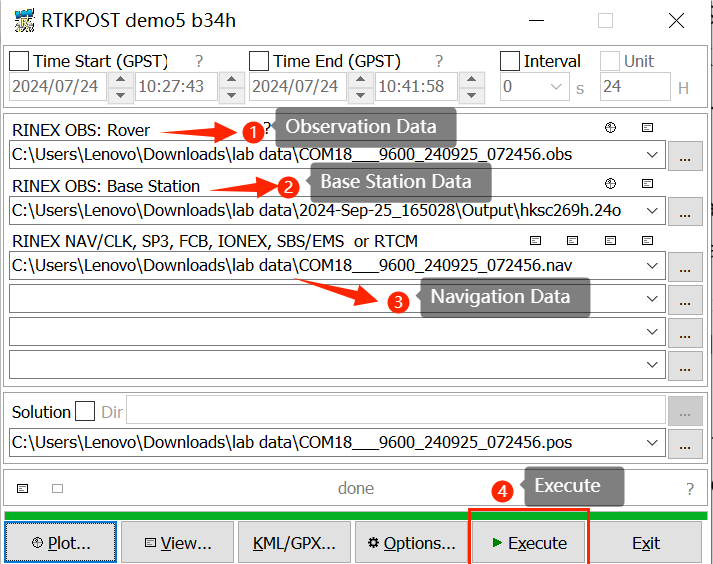 RTKPOST demo5 b34h
Time Start (GPST) ? Time End (GPST) ? Interval Unit
2024/07/24 10:27:43 2024/07/24 10:41:58 0 s 24 H
RINEX OBS: Rover 1 ? Observation Data
C:\Users\Lenovo\Downloads\lab data\COM18___9600_240925_072456.obs ...
RINEX OBS: Base Station 2 Base Station Data
C:\Users\Lenovo\Downloads\lab data\2024-Sep-25_165028\Output\hksc269h.24o ...
RINEX NAV/CLK, SP3, FCB, IONEX, SBS/EMS or RTCM
C:\Users\Lenovo\Downloads\lab data\COM18___9600_240925_072456.nav ...
3 Navigation Data ...
...
...
Solution Dir ...
C:\Users\Lenovo\Downloads\lab data\COM18___9600_240925_072456.pos ...
done 4 Execute ?
Plot... View... KML/GPX... Options... Execute Exit